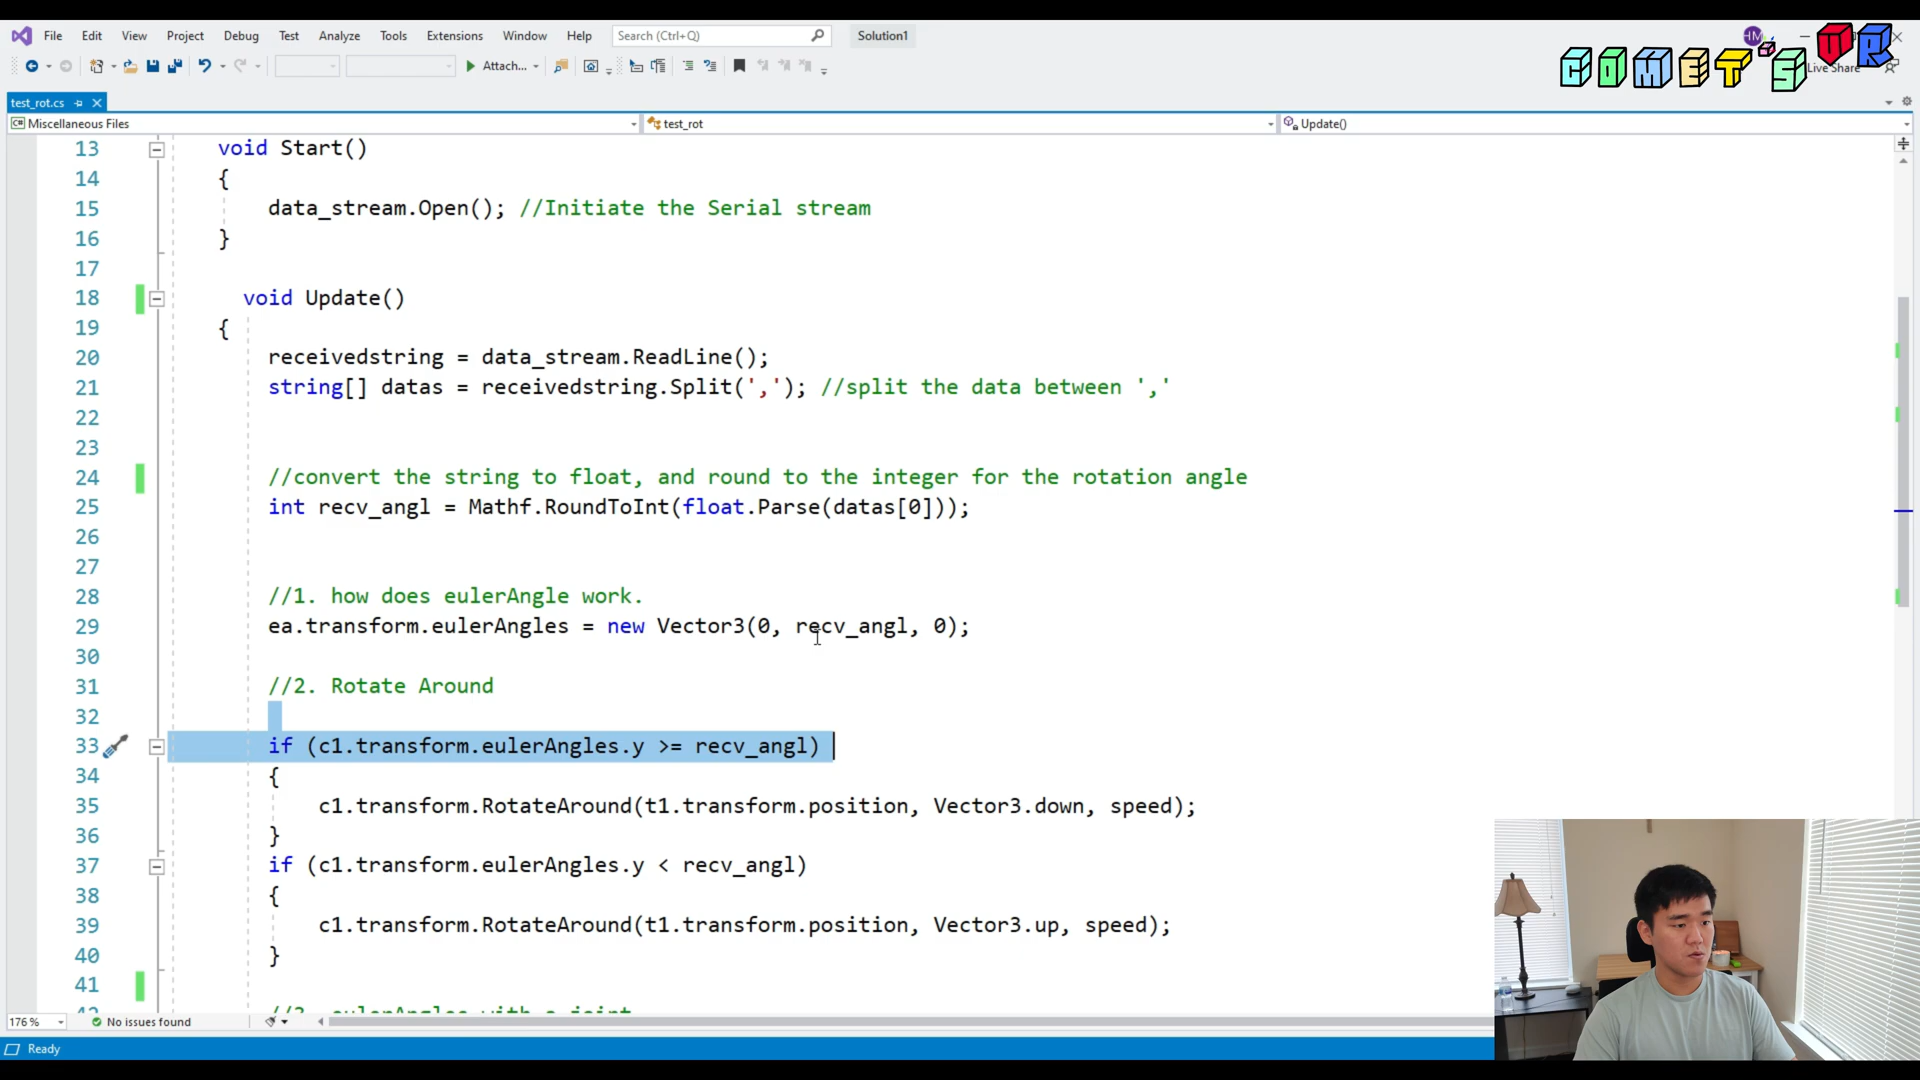 File Edit View Project Debug Test Analyze Tools Extensions Window Help Search (Ctrl+Q) Solution1
Attach...
Live Share
COMET'S VR
test_rot.cs
Miscellaneous Files test_rot Update()
13 void Start()
14 {
15 data_stream.Open(); //Initiate the Serial stream
16 }
17
18 void Update()
19 {
20 receivedstring = data_stream.ReadLine();
21 string[] datas = receivedstring.Split(','); //split the data between ','
22
23
24 //convert the string to float, and round to the integer for the rotation angle
25 int recv_angl = Mathf.RoundToInt(float.Parse(datas[0]));
26
27
28 //1. how does eulerAngle work.
29 ea.transform.eulerAngles = new Vector3(0, recv_angl, 0);
30
31 //2. Rotate Around
32
33 if (c1.transform.eulerAngles.y >= recv_angl)
34 {
35 c1.transform.RotateAround(t1.transform.position, Vector3.down, speed);
36 }
37 if (c1.transform.eulerAngles.y < recv_angl)
38 {
39 c1.transform.RotateAround(t1.transform.position, Vector3.up, speed);
40 }
41
42 //3. eulerAngles with a joint
176 % No issues found
Ready